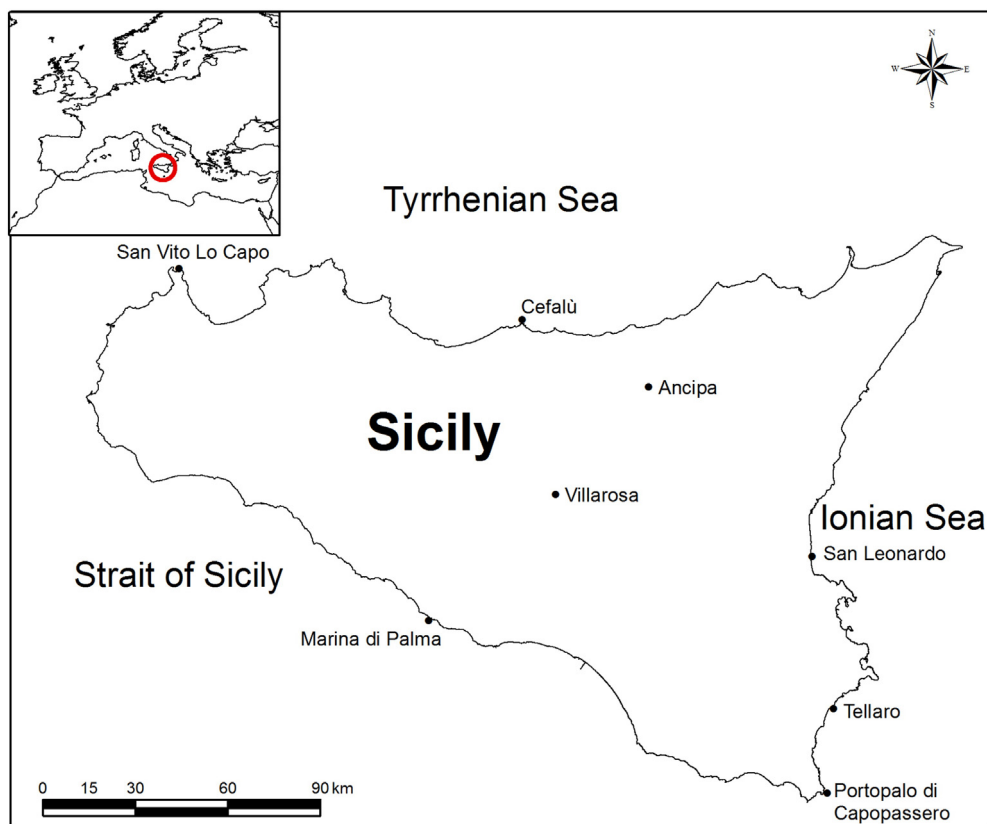 N
W
E
S
Tyrrhenian Sea
San Vito Lo Capo
Cefalù
Ancipa
Sicily
Villarosa
Ionian Sea
San Leonardo
Strait of Sicily
Marina di Palma
Tellaro
0 15 30 60 90 km
Portopalo di
Capopassero